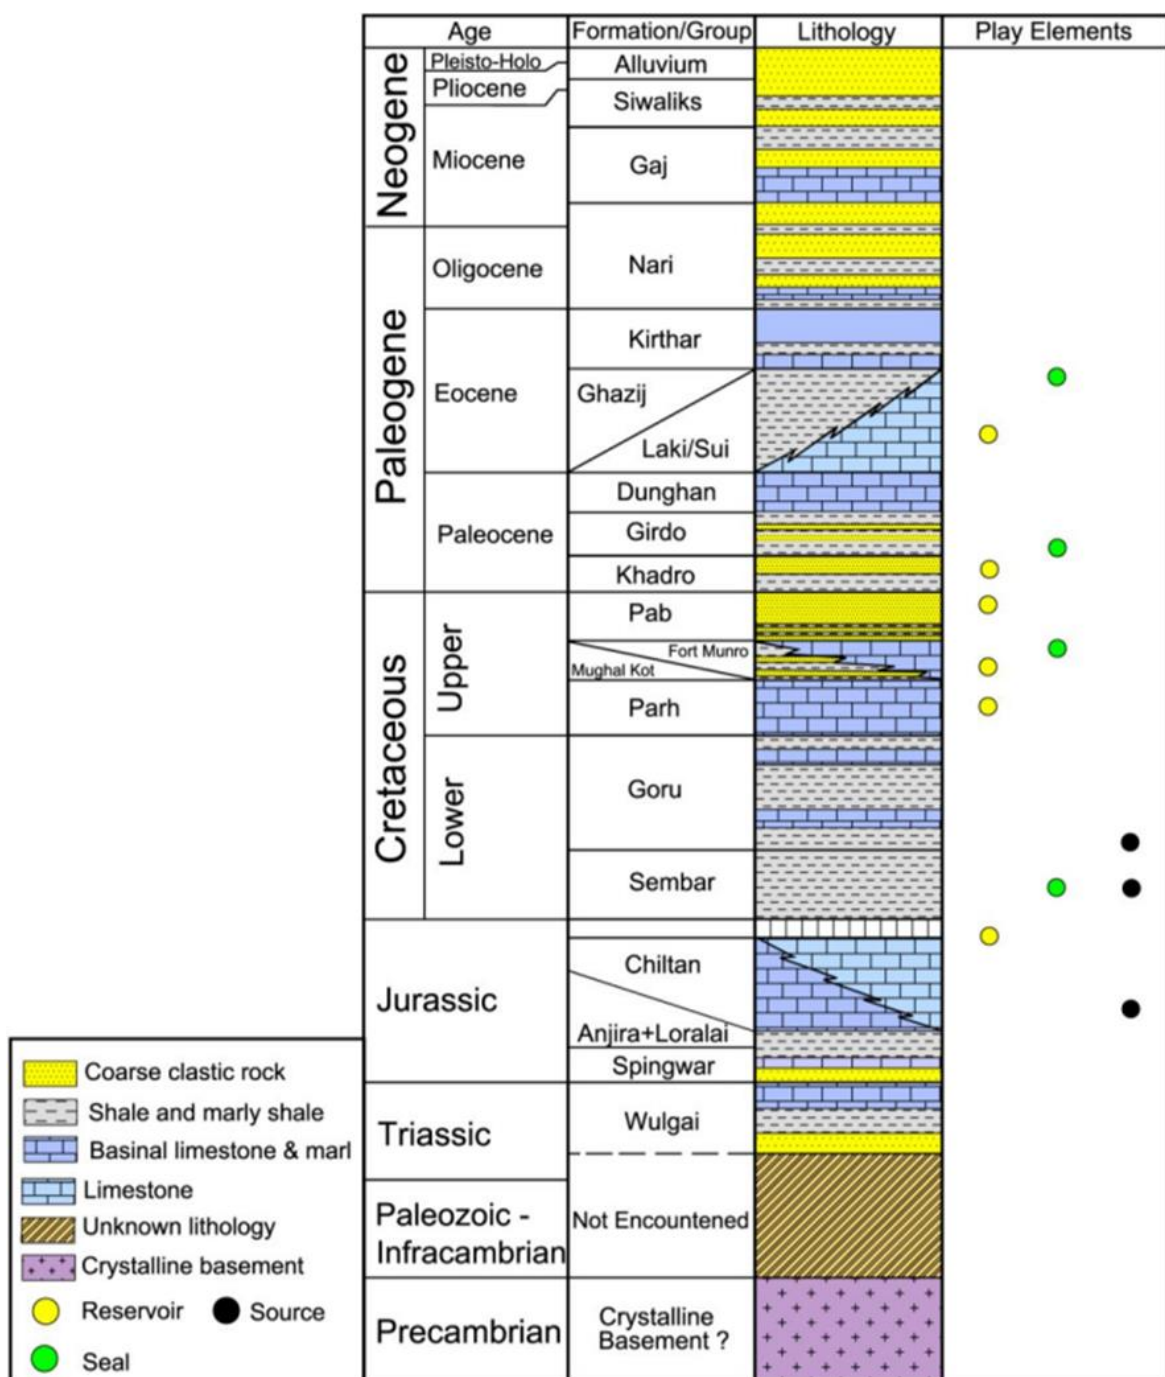 Age Formation/Group Lithology Play Elements
Neogene
Pleisto-Holo
Pliocene
Miocene
Alluvium
Siwaliks
Gaj
Paleogene
Oligocene
Eocene
Paleocene
Nari
Kirthar
Ghazij
Laki/Sui
Dunghan
Girdo
Khadro
Cretaceous
Upper
Lower
Pab
Fort Munro
Mughal Kot
Parh
Goru
Sembar
Jurassic
Chiltan
Anjira+Loralai
Spingwar
Triassic
Wulgai
Paleozoic -
Infracambrian
Not Encountened
Precambrian
Crystalline
Basement ?
Coarse clastic rock
Shale and marly shale
Basinal limestone & marl
Limestone
Unknown lithology
Crystalline basement
Reservoir Source
Seal